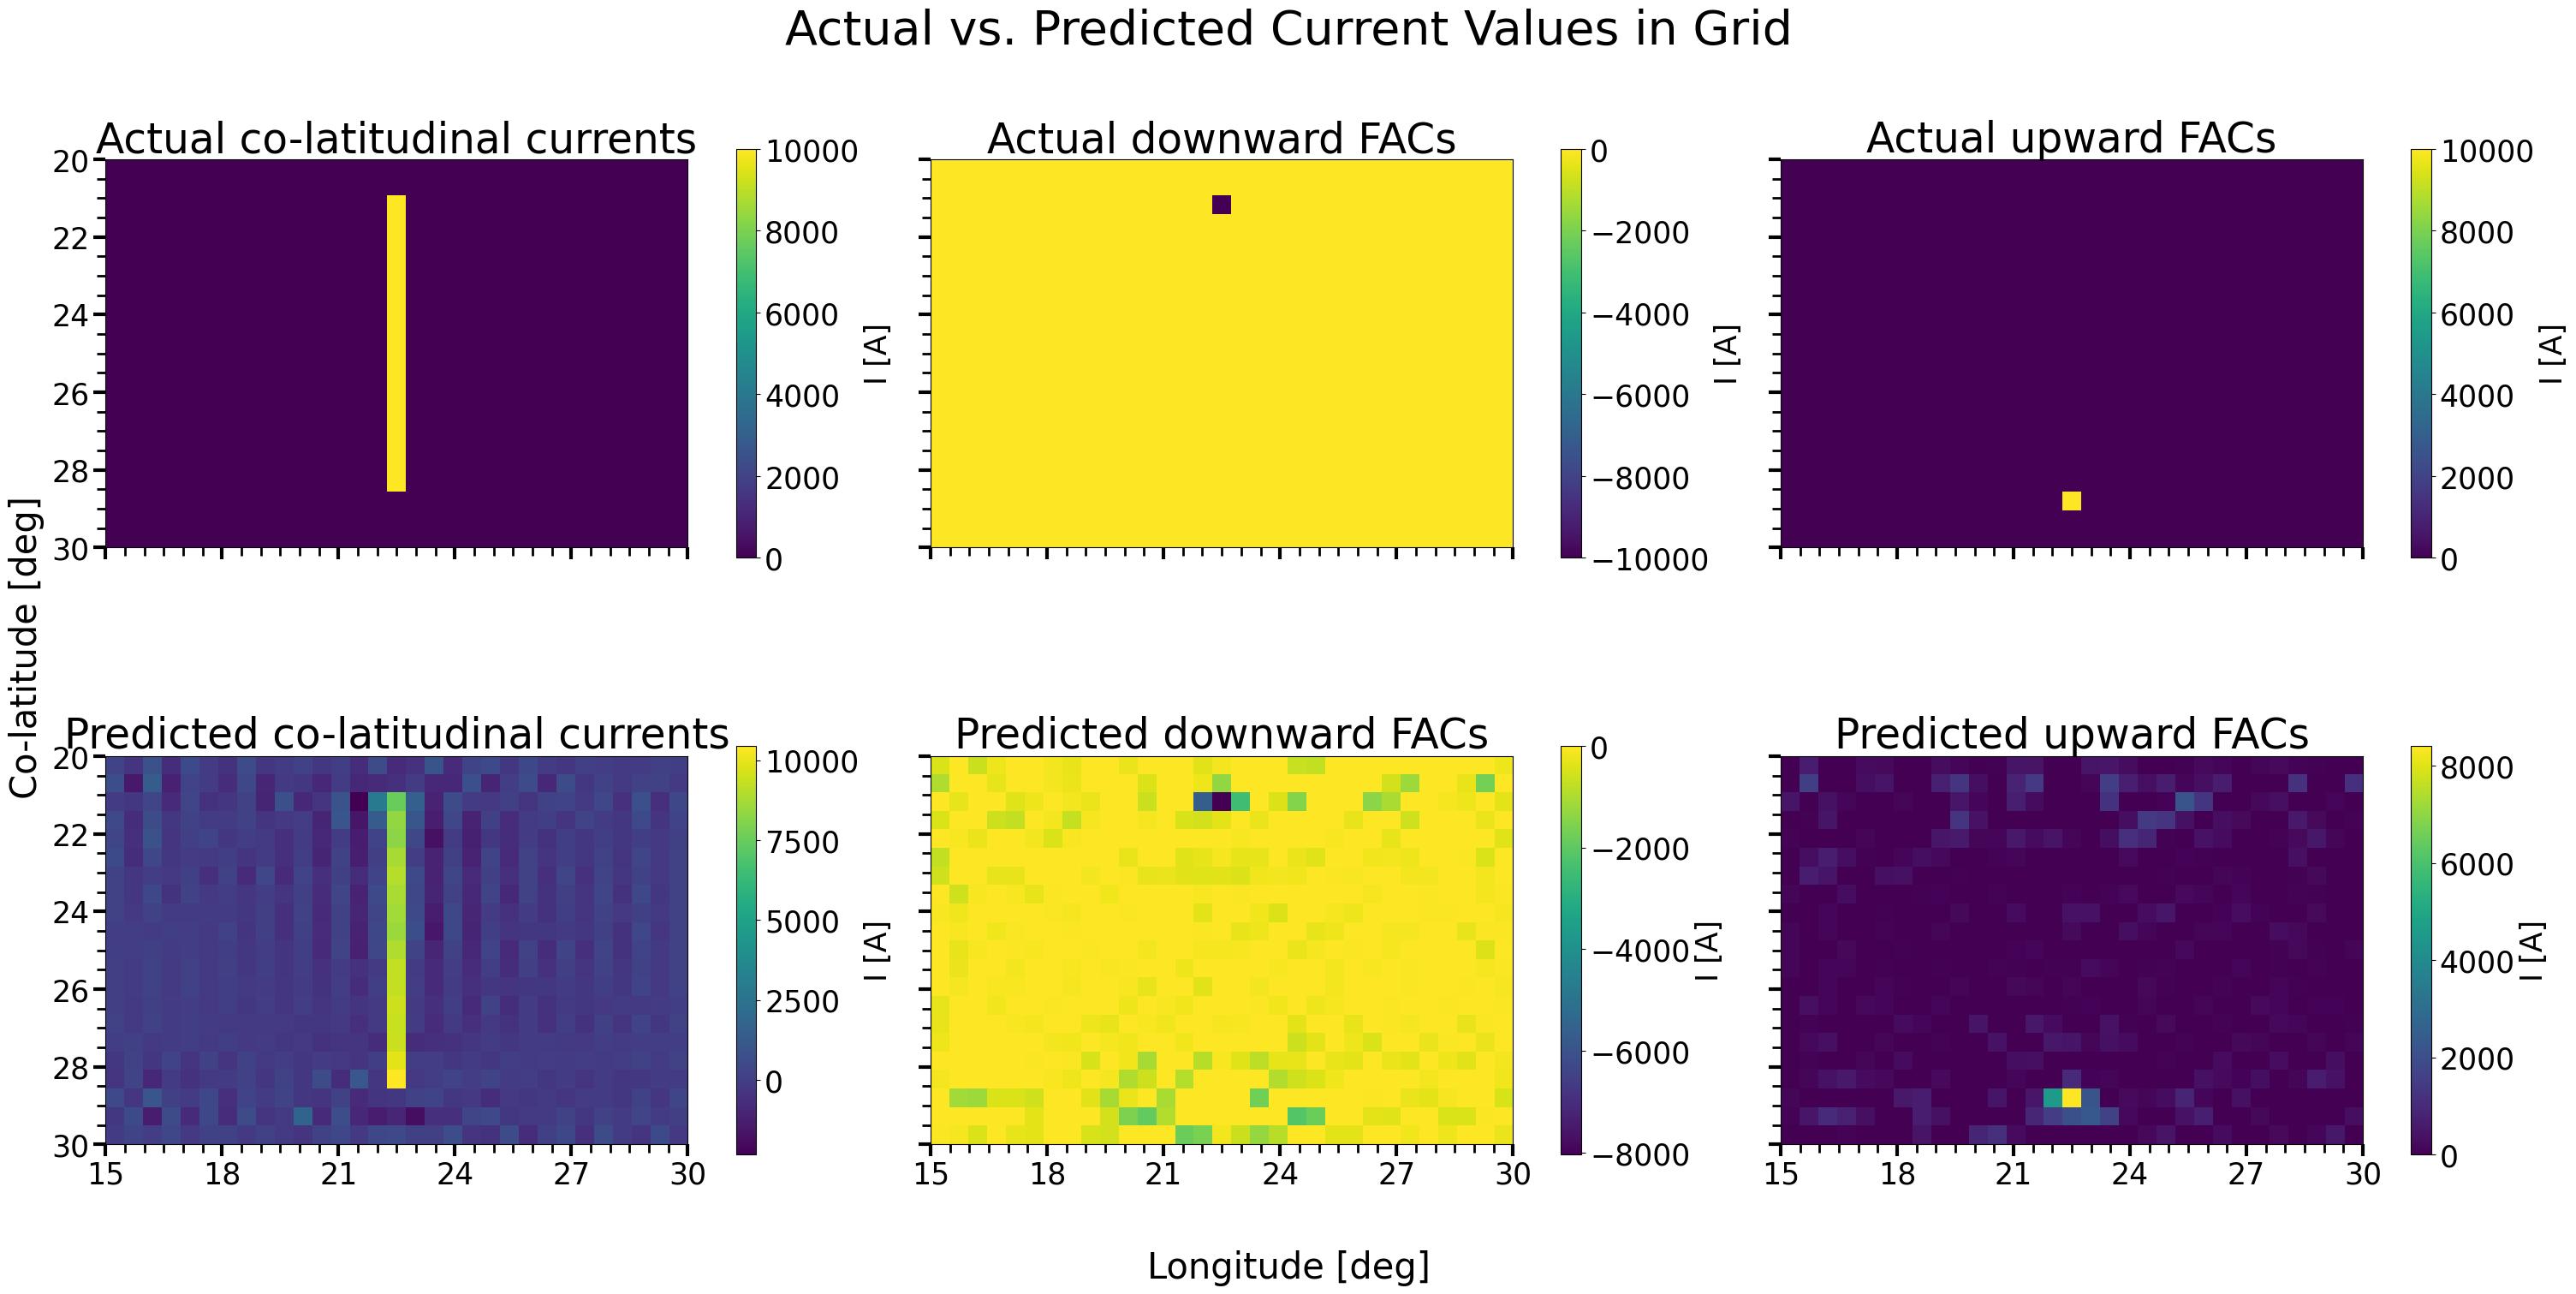 Actual vs. Predicted Current Values in Grid
Actual co-latitudinal currents
Actual downward FACs
Actual upward FACs
20
22
24
26
28
30
10000
8000
6000
4000
2000
0
I [A]
0
−2000
−4000
−6000
−8000
−10000
I [A]
10000
8000
6000
4000
2000
0
I [A]
Co-latitude [deg]
Predicted co-latitudinal currents
Predicted downward FACs
Predicted upward FACs
20
22
24
26
28
30
15 18 21 24 27 30
10000
7500
5000
2500
0
I [A]
15 18 21 24 27 30
0
−2000
−4000
−6000
−8000
I [A]
15 18 21 24 27 30
8000
6000
4000
2000
0
I [A]
Longitude [deg]